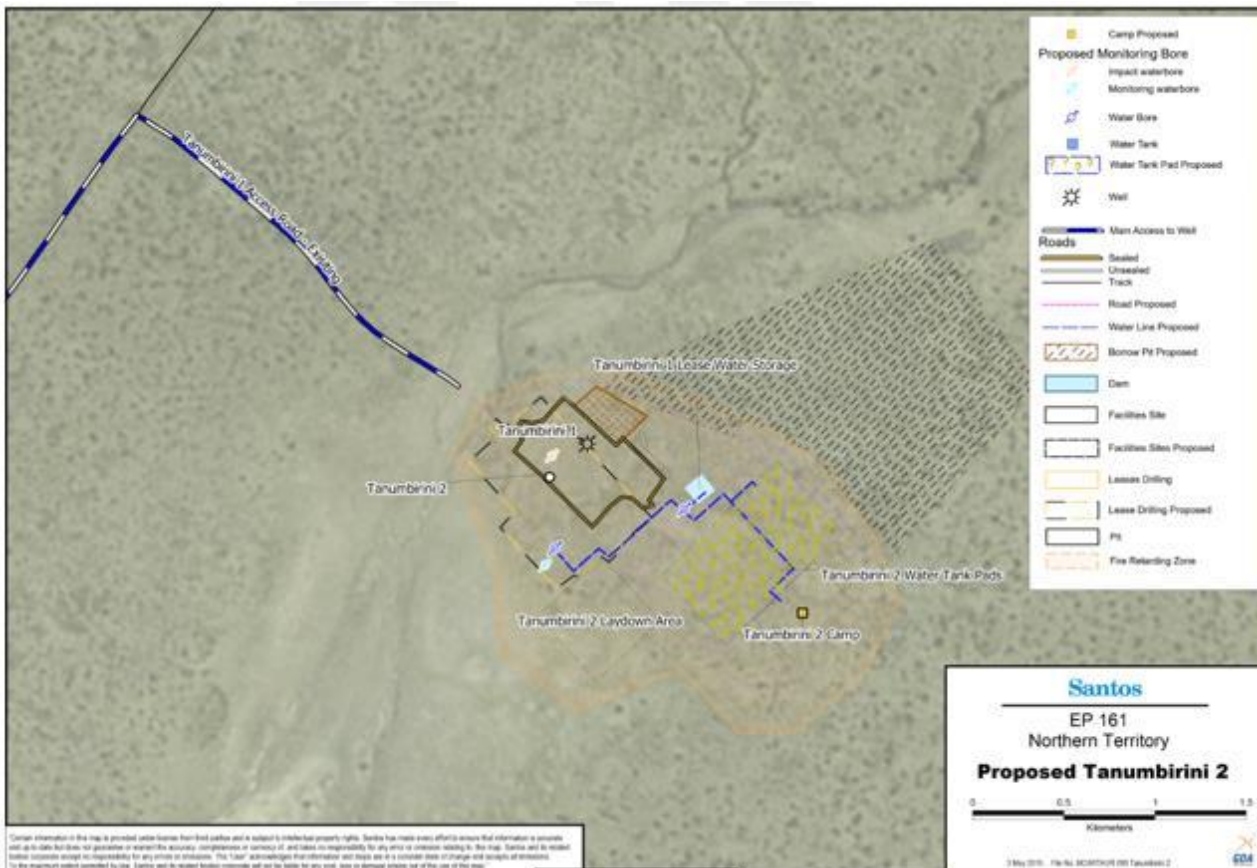 Tanumbirini 1 Access Road - Existing
Tanumbirini 1 Lease Water Storage
Tanumbirini 1
Tanumbirini 2
Tanumbirini 2 Water Tank Pads
Tanumbirini 2 Laydown Area
Tanumbirini 2 Camp
Camp Proposed
Proposed Monitoring Bore
Impact waterbore
Monitoring waterbore
Water Bore
Water Tank
Water Tank Pad Proposed
Well
Main Access to Well
Roads
Sealed
Unsealed
Track
Road Proposed
Water Line Proposed
Borrow Pit Proposed
Dam
Facilities Site
Facilities Sites Proposed
Leases Drilling
Lease Drilling Proposed
Pit
Fire Retarding Zone
Santos
EP 161
Northern Territory
Proposed Tanumbirini 2
0 0.5 1 1.5
Kilometers